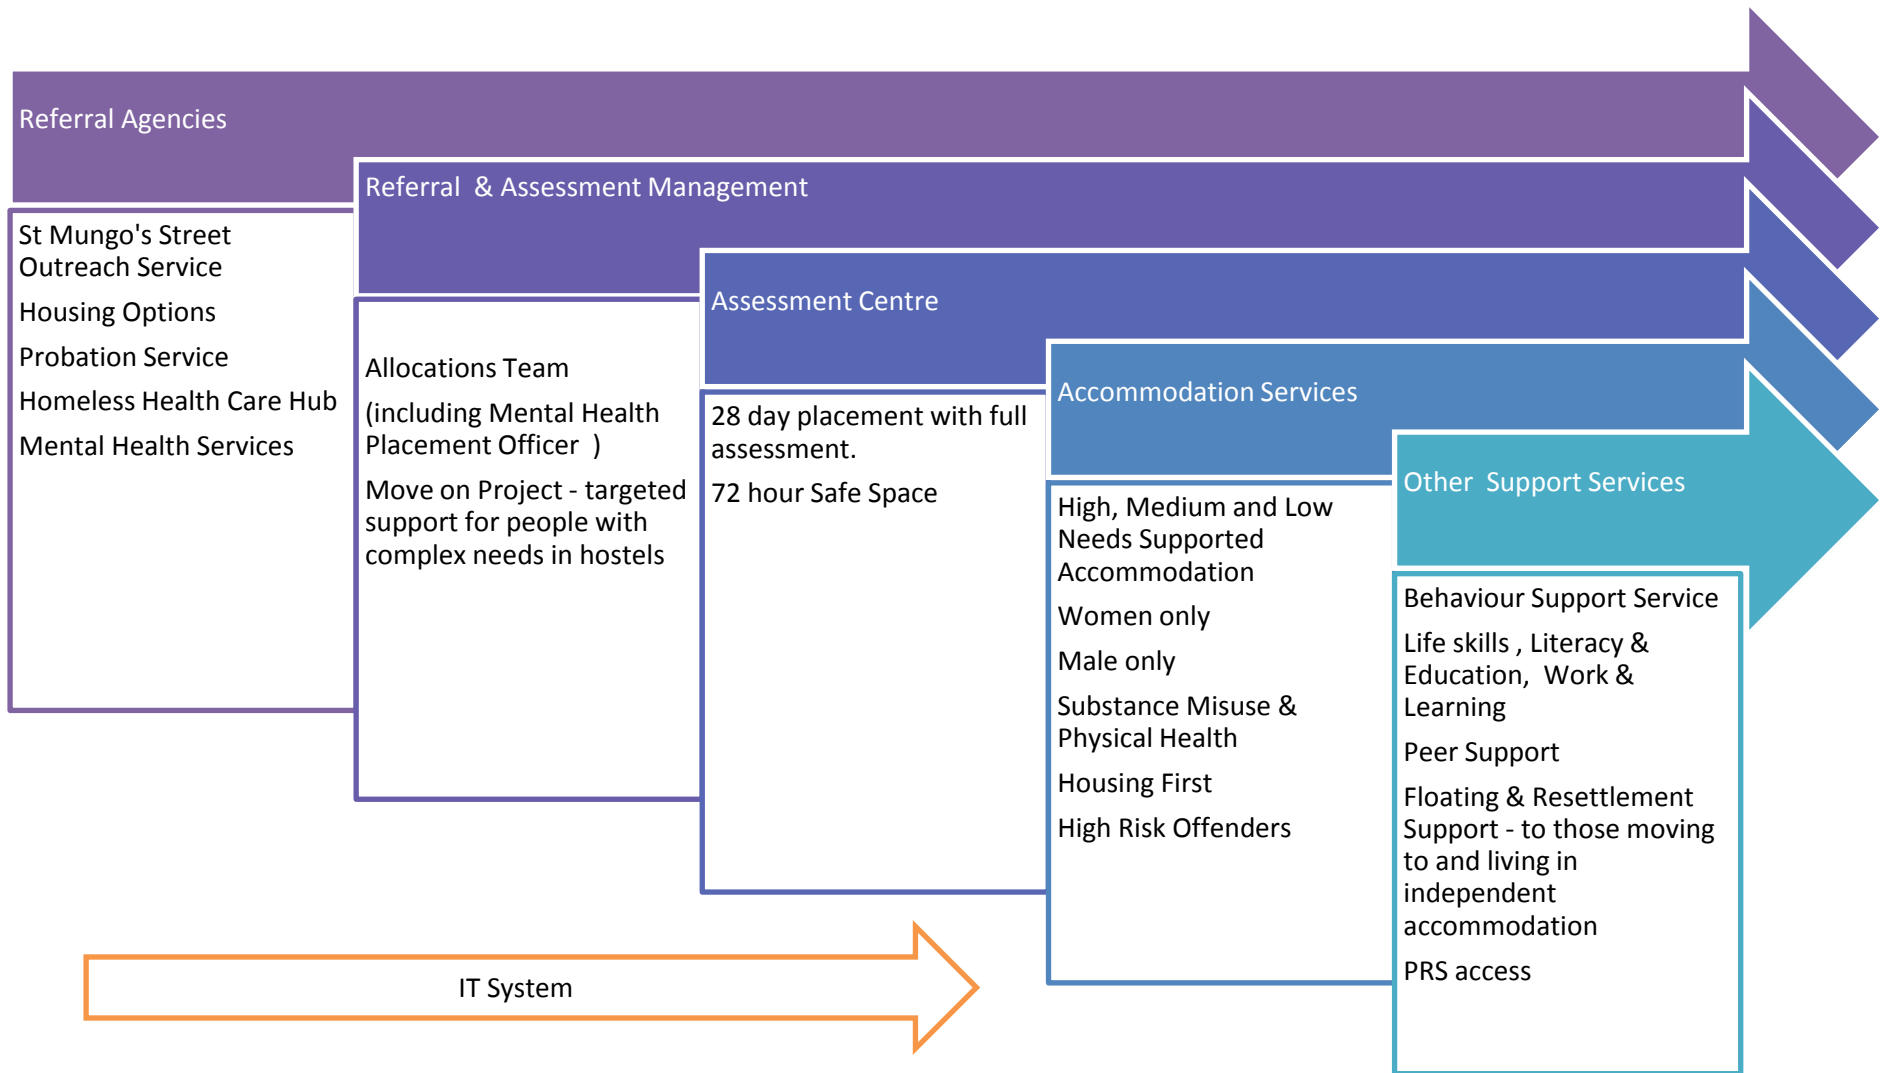 Referral Agencies
St Mungo's Street
Outreach Service
Housing Options
Probation Service
Homeless Health Care Hub
Mental Health Services
Referral  & Assessment Management
Allocations Team
(including Mental Health
Placement Officer  )
Move on Project - targeted
support for people with
complex needs in hostels
Assessment Centre
28 day placement with full
assessment.
72 hour Safe Space
Accommodation Services
High, Medium and Low
Needs Supported
Accommodation
Women only
Male only
Substance Misuse &
Physical Health
Housing First
High Risk Offenders
Other  Support Services
Behaviour Support Service
Life skills , Literacy &
Education,  Work &
Learning
Peer Support
Floating & Resettlement
Support - to those moving
to and living in
independent
accommodation
PRS access
IT System